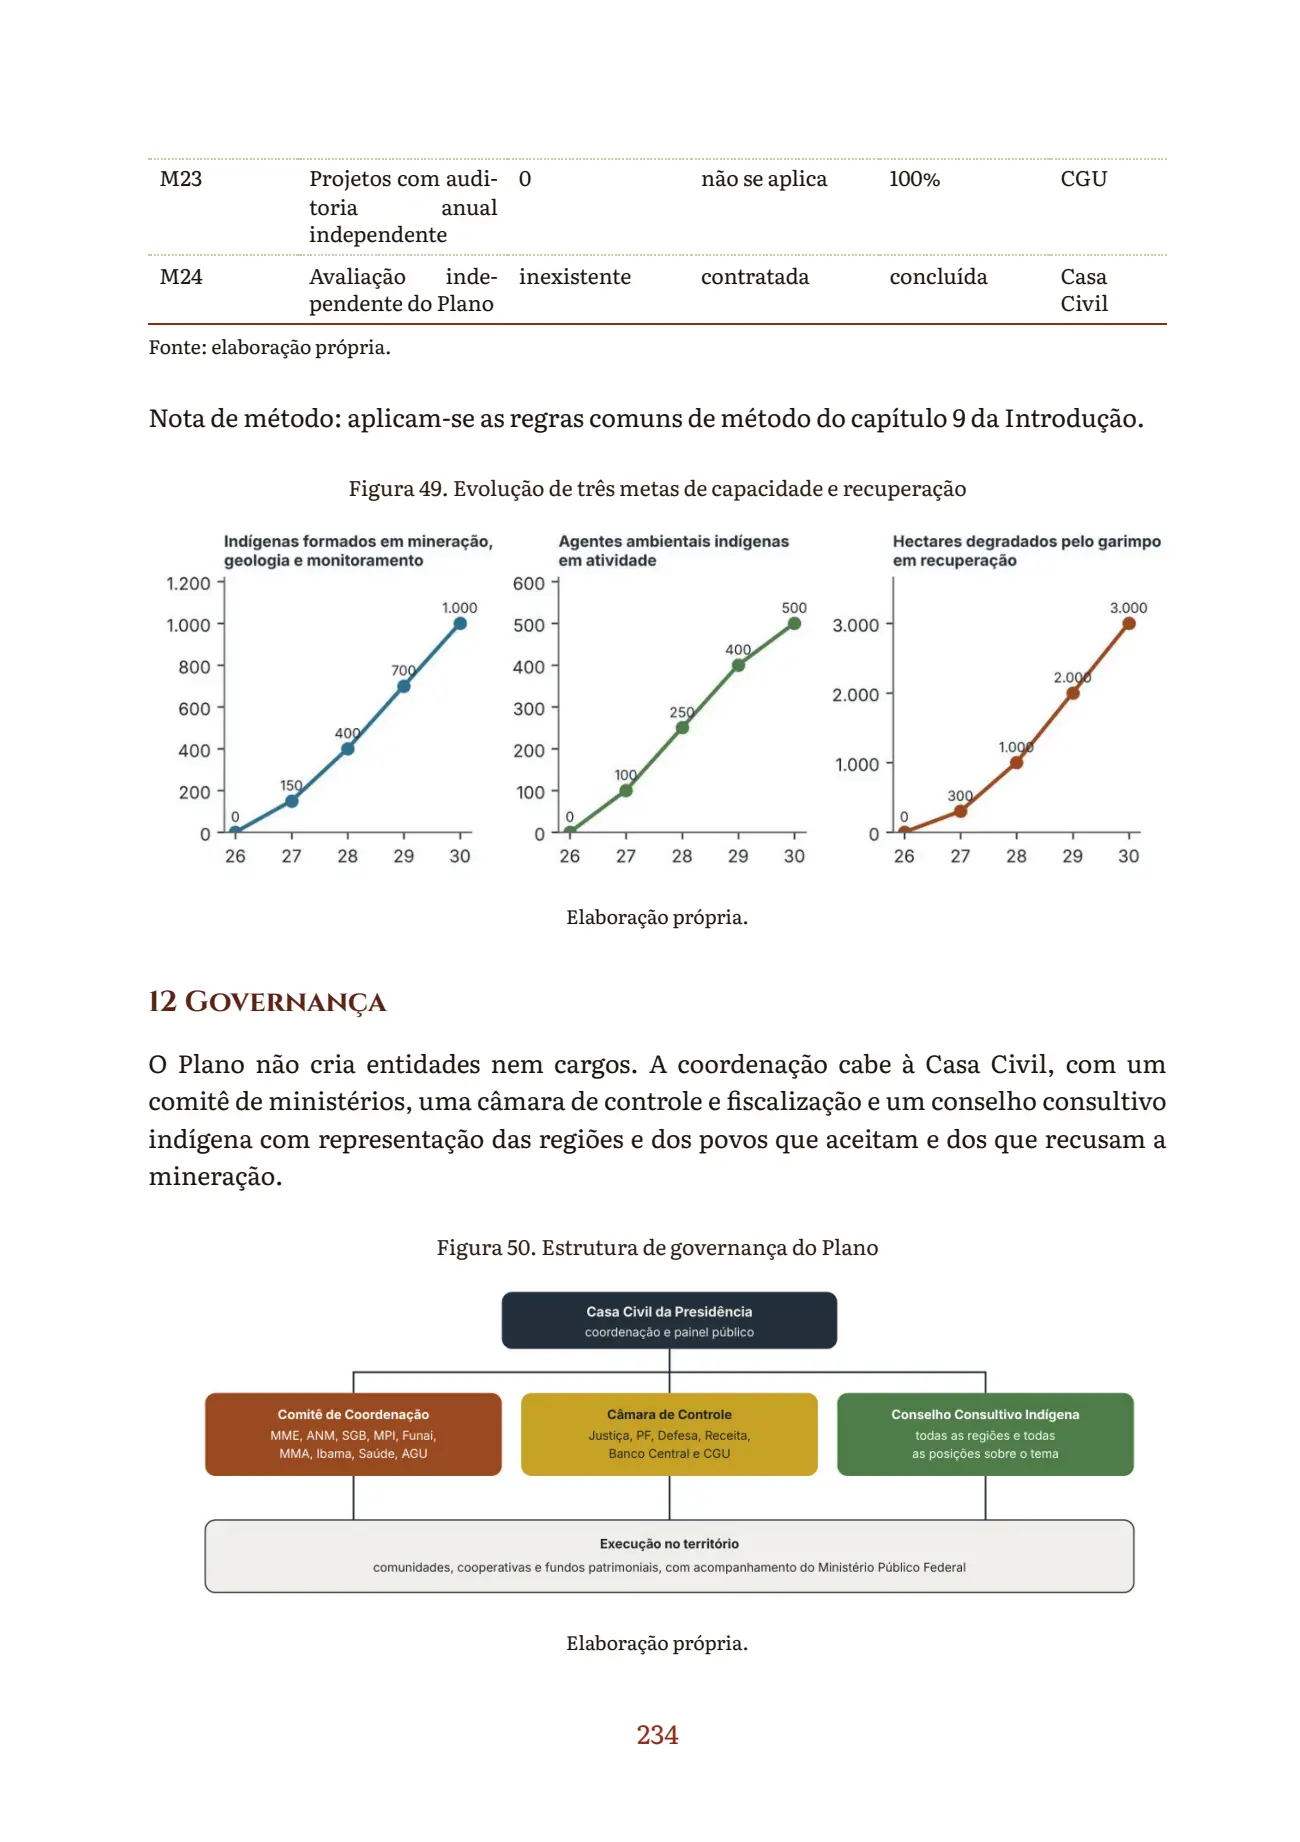 M23 Projetos com audi- 0 não se aplica 100% CGU
toria anual
independente
M24 Avaliação inde- inexistente contratada concluída Casa
pendente do Plano Civil
Fonte: elaboração própria.
Nota de método: aplicam-se as regras comuns de método do capítulo 9 da Introdução.
Figura 49. Evolução de três metas de capacidade e recuperação
Indígenas formados em mineração,
geologia e monitoramento
1.200
1.000
800
600
400
200
0
0
150
400
700
1.000
26 27 28 29 30
Agentes ambientais indígenas
em atividade
600
500
400
300
200
100
0
0
100
250
400
500
26 27 28 29 30
Hectares degradados pelo garimpo
em recuperação
3.000
2.000
1.000
0
0
300
1.000
2.000
3.000
26 27 28 29 30
Elaboração própria.
12 Governança
O Plano não cria entidades nem cargos. A coordenação cabe à Casa Civil, com um
comitê de ministérios, uma câmara de controle e fiscalização e um conselho consultivo
indígena com representação das regiões e dos povos que aceitam e dos que recusam a
mineração.
Figura 50. Estrutura de governança do Plano
Casa Civil da Presidência
coordenação e painel público
Comitê de Coordenação
MME, ANM, SGB, MPI, Funai,
MMA, Ibama, Saúde, AGU
Câmara de Controle
Justiça, PF, Defesa, Receita,
Banco Central e CGU
Conselho Consultivo Indígena
todas as regiões e todas
as posições sobre o tema
Execução no território
comunidades, cooperativas e fundos patrimoniais, com acompanhamento do Ministério Público Federal
Elaboração própria.
234